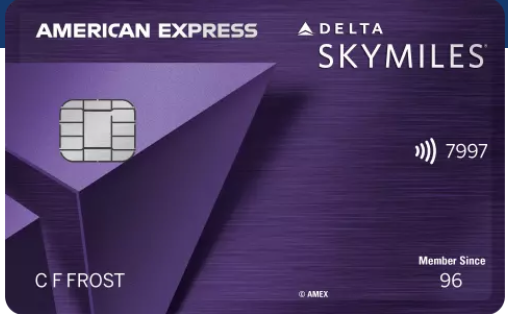 AMERICAN EXPRESS
DELTA
SKYMILES
7997
Member Since
96
C F FROST
© AMEX